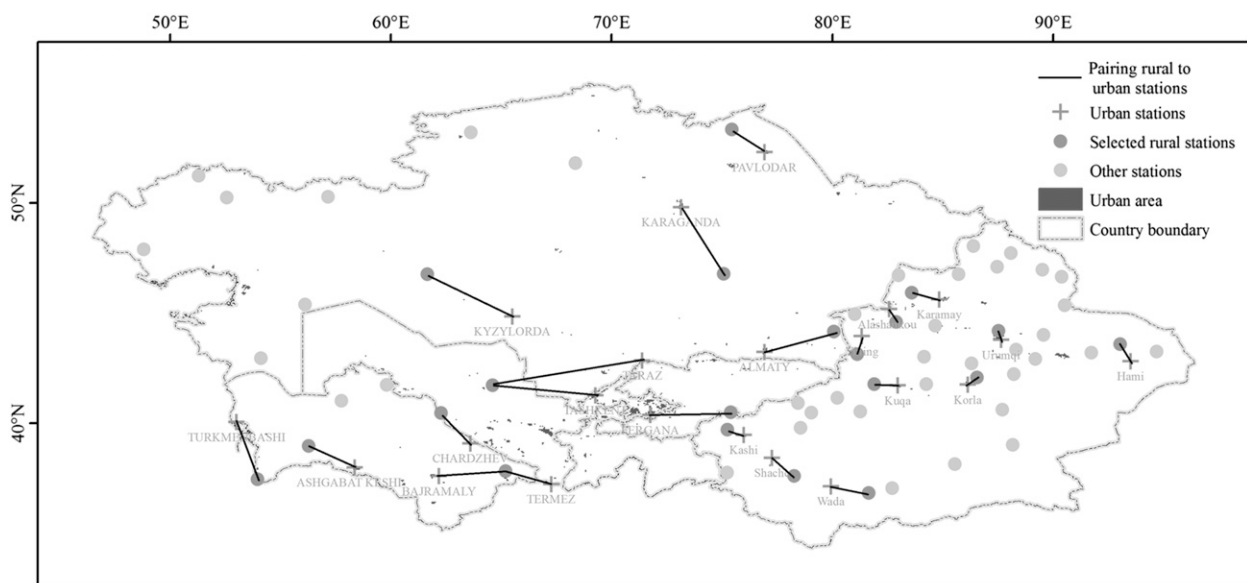 50°E 60°E 70°E 80°E 90°E
50°N
40°N
Pairing rural to
urban stations
Urban stations
Selected rural stations
Other stations
Urban area
Country boundary
PAVLODAR
KARAGANDA
KYZYLORDA
Alashankou
Karamay
ALMATY
Urumqi
TARAZ
Hami
TASHKENT
Kuqa
Korla
FERGANA
TURKMENBASHI
CHARDZHEV
Kashi
ASHGABAT KESHI
BAJRAMALY
TERMEZ
Shache
Wada